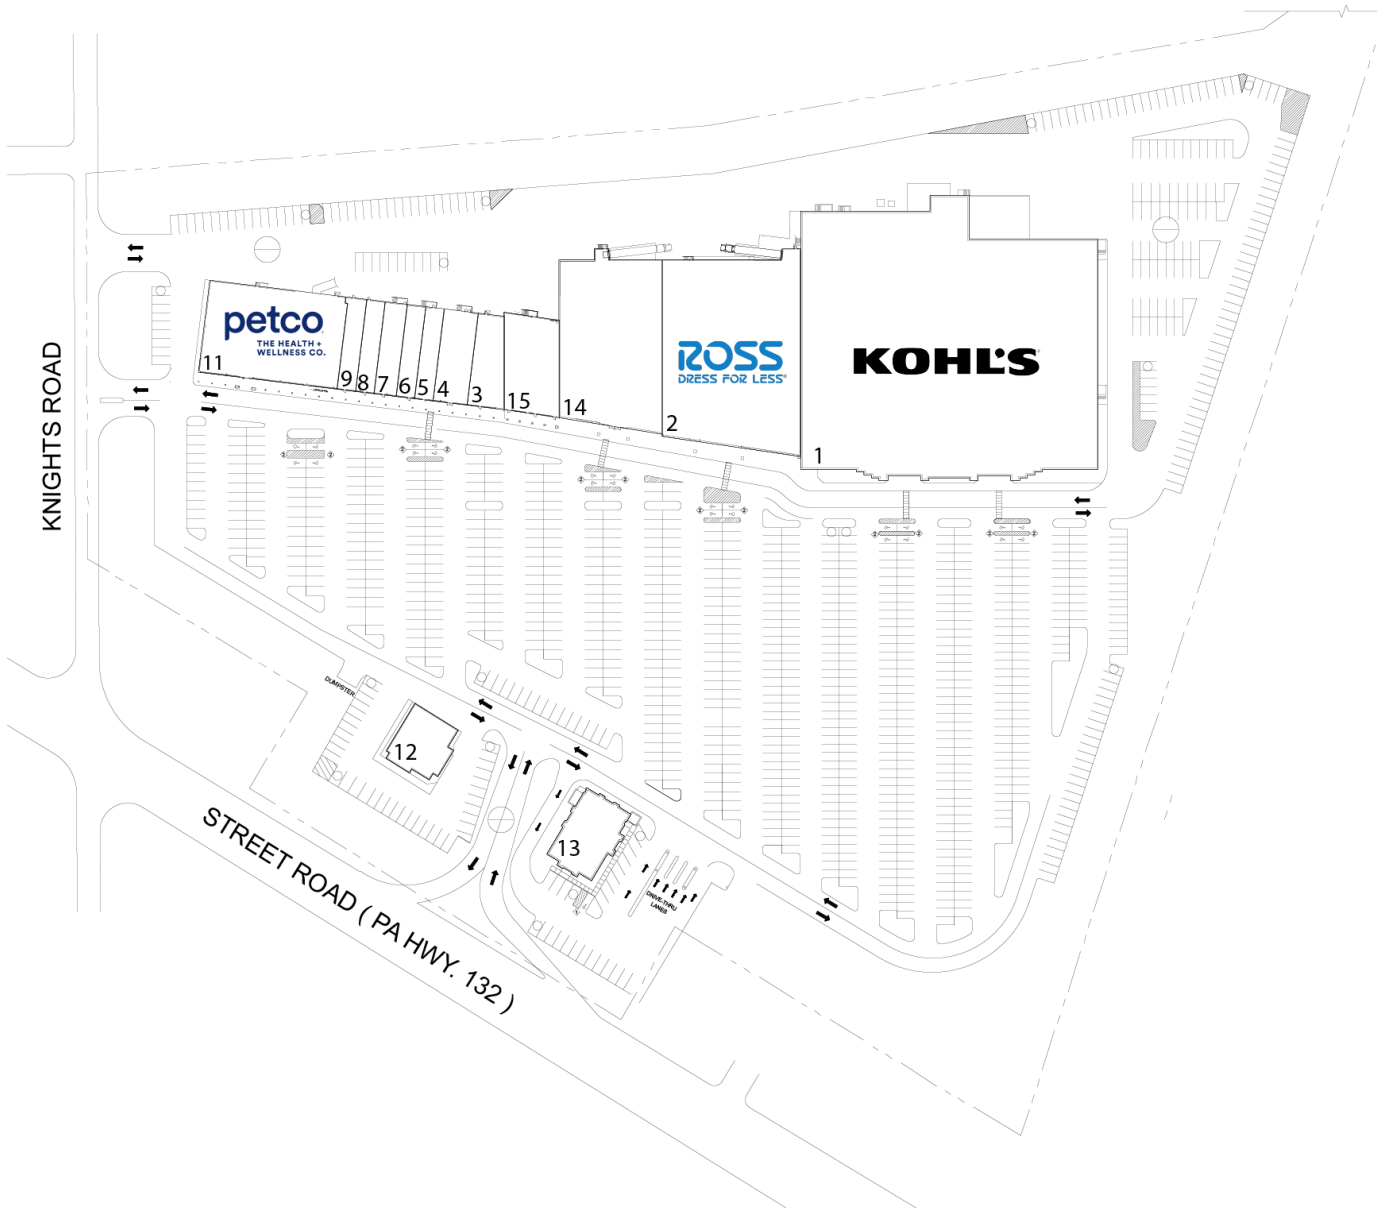 petco
THE HEALTH +
WELLNESS CO.
11
9
8
7
6
5
4
3
15
14
ROSS
DRESS FOR LESS®
2
KOHL'S
1
KNIGHTS ROAD
DUMPSTER
12
13
DRIVE-THRU
LANES
STREET ROAD ( PA HWY. 132 )